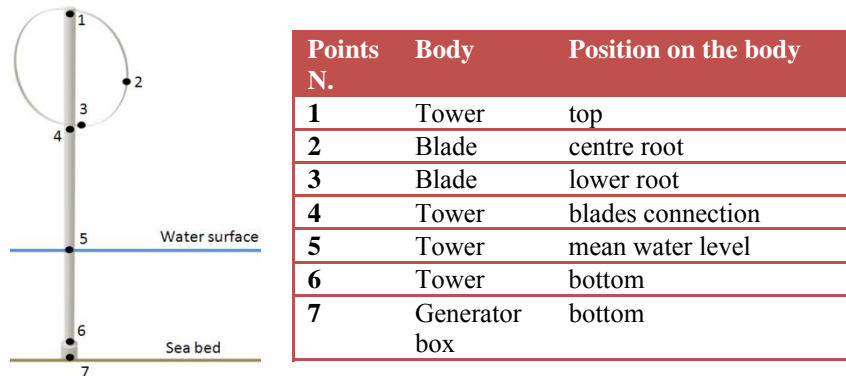 1
2
3
4
5
Water surface
6
Sea bed
7
Points N. Body Position on the body
1 Tower top
2 Blade centre root
3 Blade lower root
4 Tower blades connection
5 Tower mean water level
6 Tower bottom
7 Generator box bottom